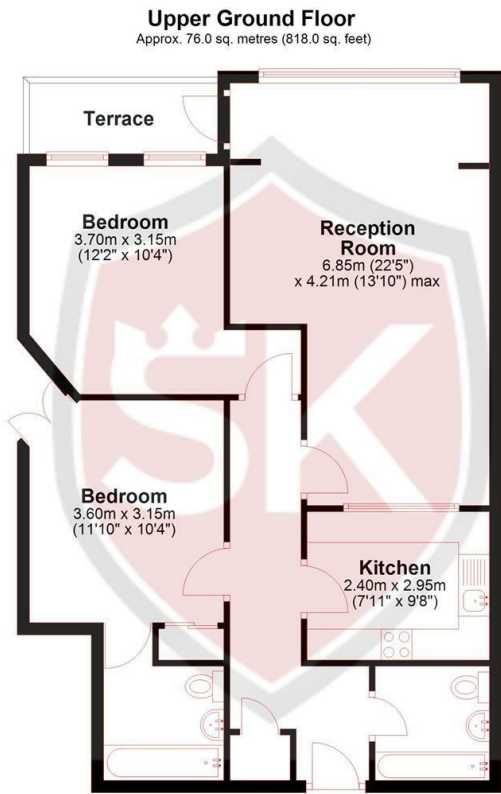 Upper Ground Floor
Approx. 76.0 sq. metres (818.0 sq. feet)
Terrace
Bedroom
3.70m x 3.15m
(12'2" x 10'4")
Reception
Room
6.85m (22'5")
x 4.21m (13'10") max
SK
Bedroom
3.60m x 3.15m
(11'10" x 10'4")
Kitchen
2.40m x 2.95m
(7'11" x 9'8")